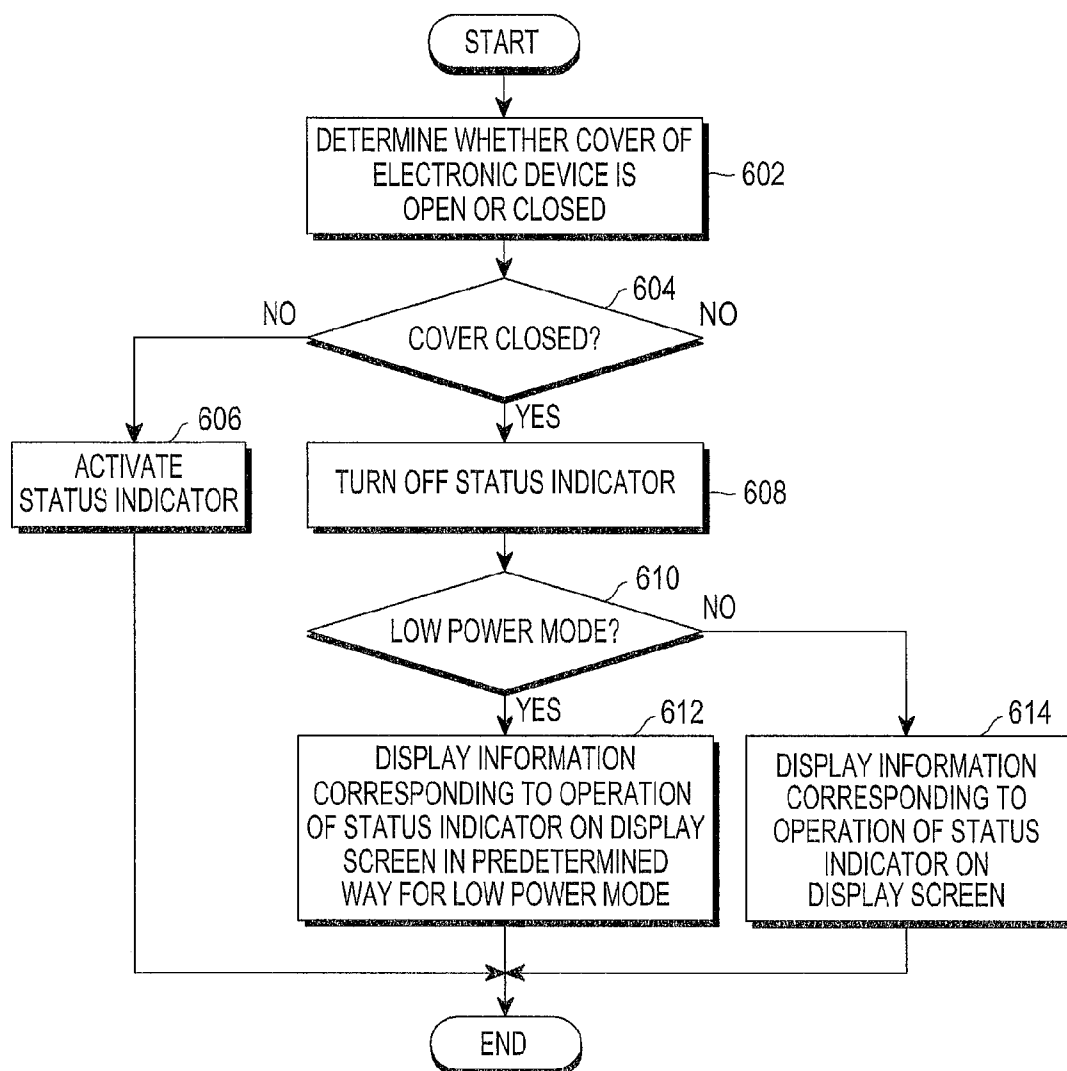 START
DETERMINE WHETHER COVER OF
ELECTRONIC DEVICE IS
OPEN OR CLOSED
602
604
NO
COVER CLOSED?
NO
YES
606
ACTIVATE
STATUS INDICATOR
TURN OFF STATUS INDICATOR
608
610
LOW POWER MODE?
NO
YES
612
DISPLAY INFORMATION
CORRESPONDING TO OPERATION
OF STATUS INDICATOR ON DISPLAY
SCREEN IN PREDETERMINED
WAY FOR LOW POWER MODE
614
DISPLAY INFORMATION
CORRESPONDING TO
OPERATION OF STATUS
INDICATOR ON
DISPLAY SCREEN
END